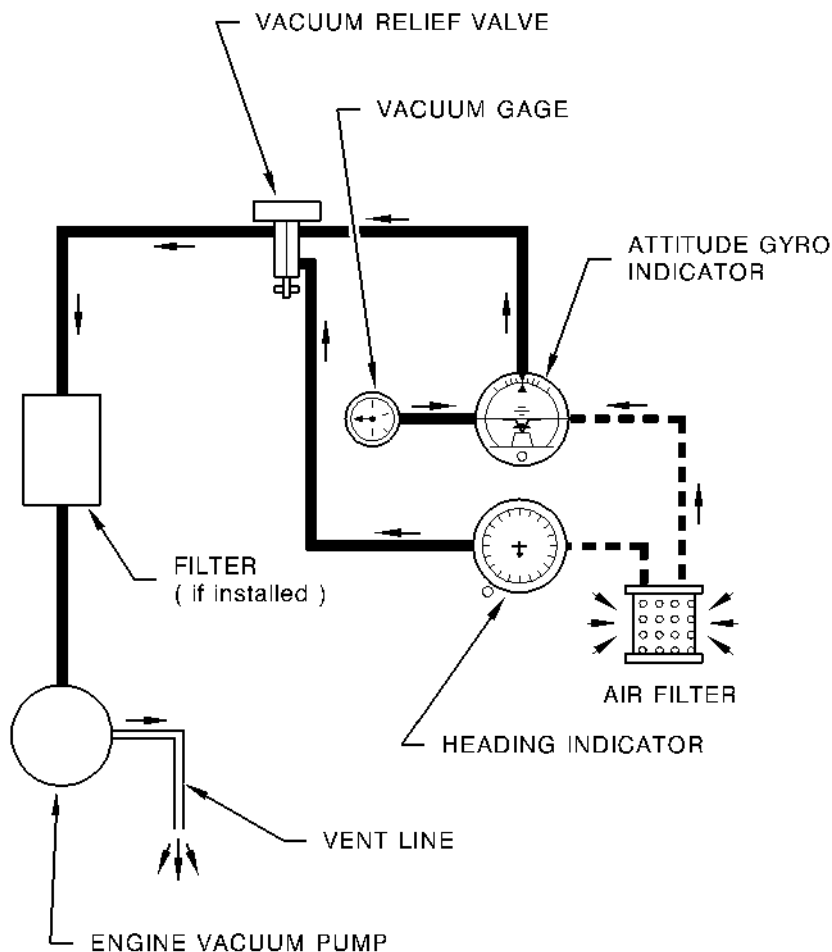 VACUUM RELIEF VALVE
VACUUM GAGE
ATTITUDE GYRO
INDICATOR
FILTER
( if installed )
AIR FILTER
HEADING INDICATOR
VENT LINE
ENGINE VACUUM PUMP